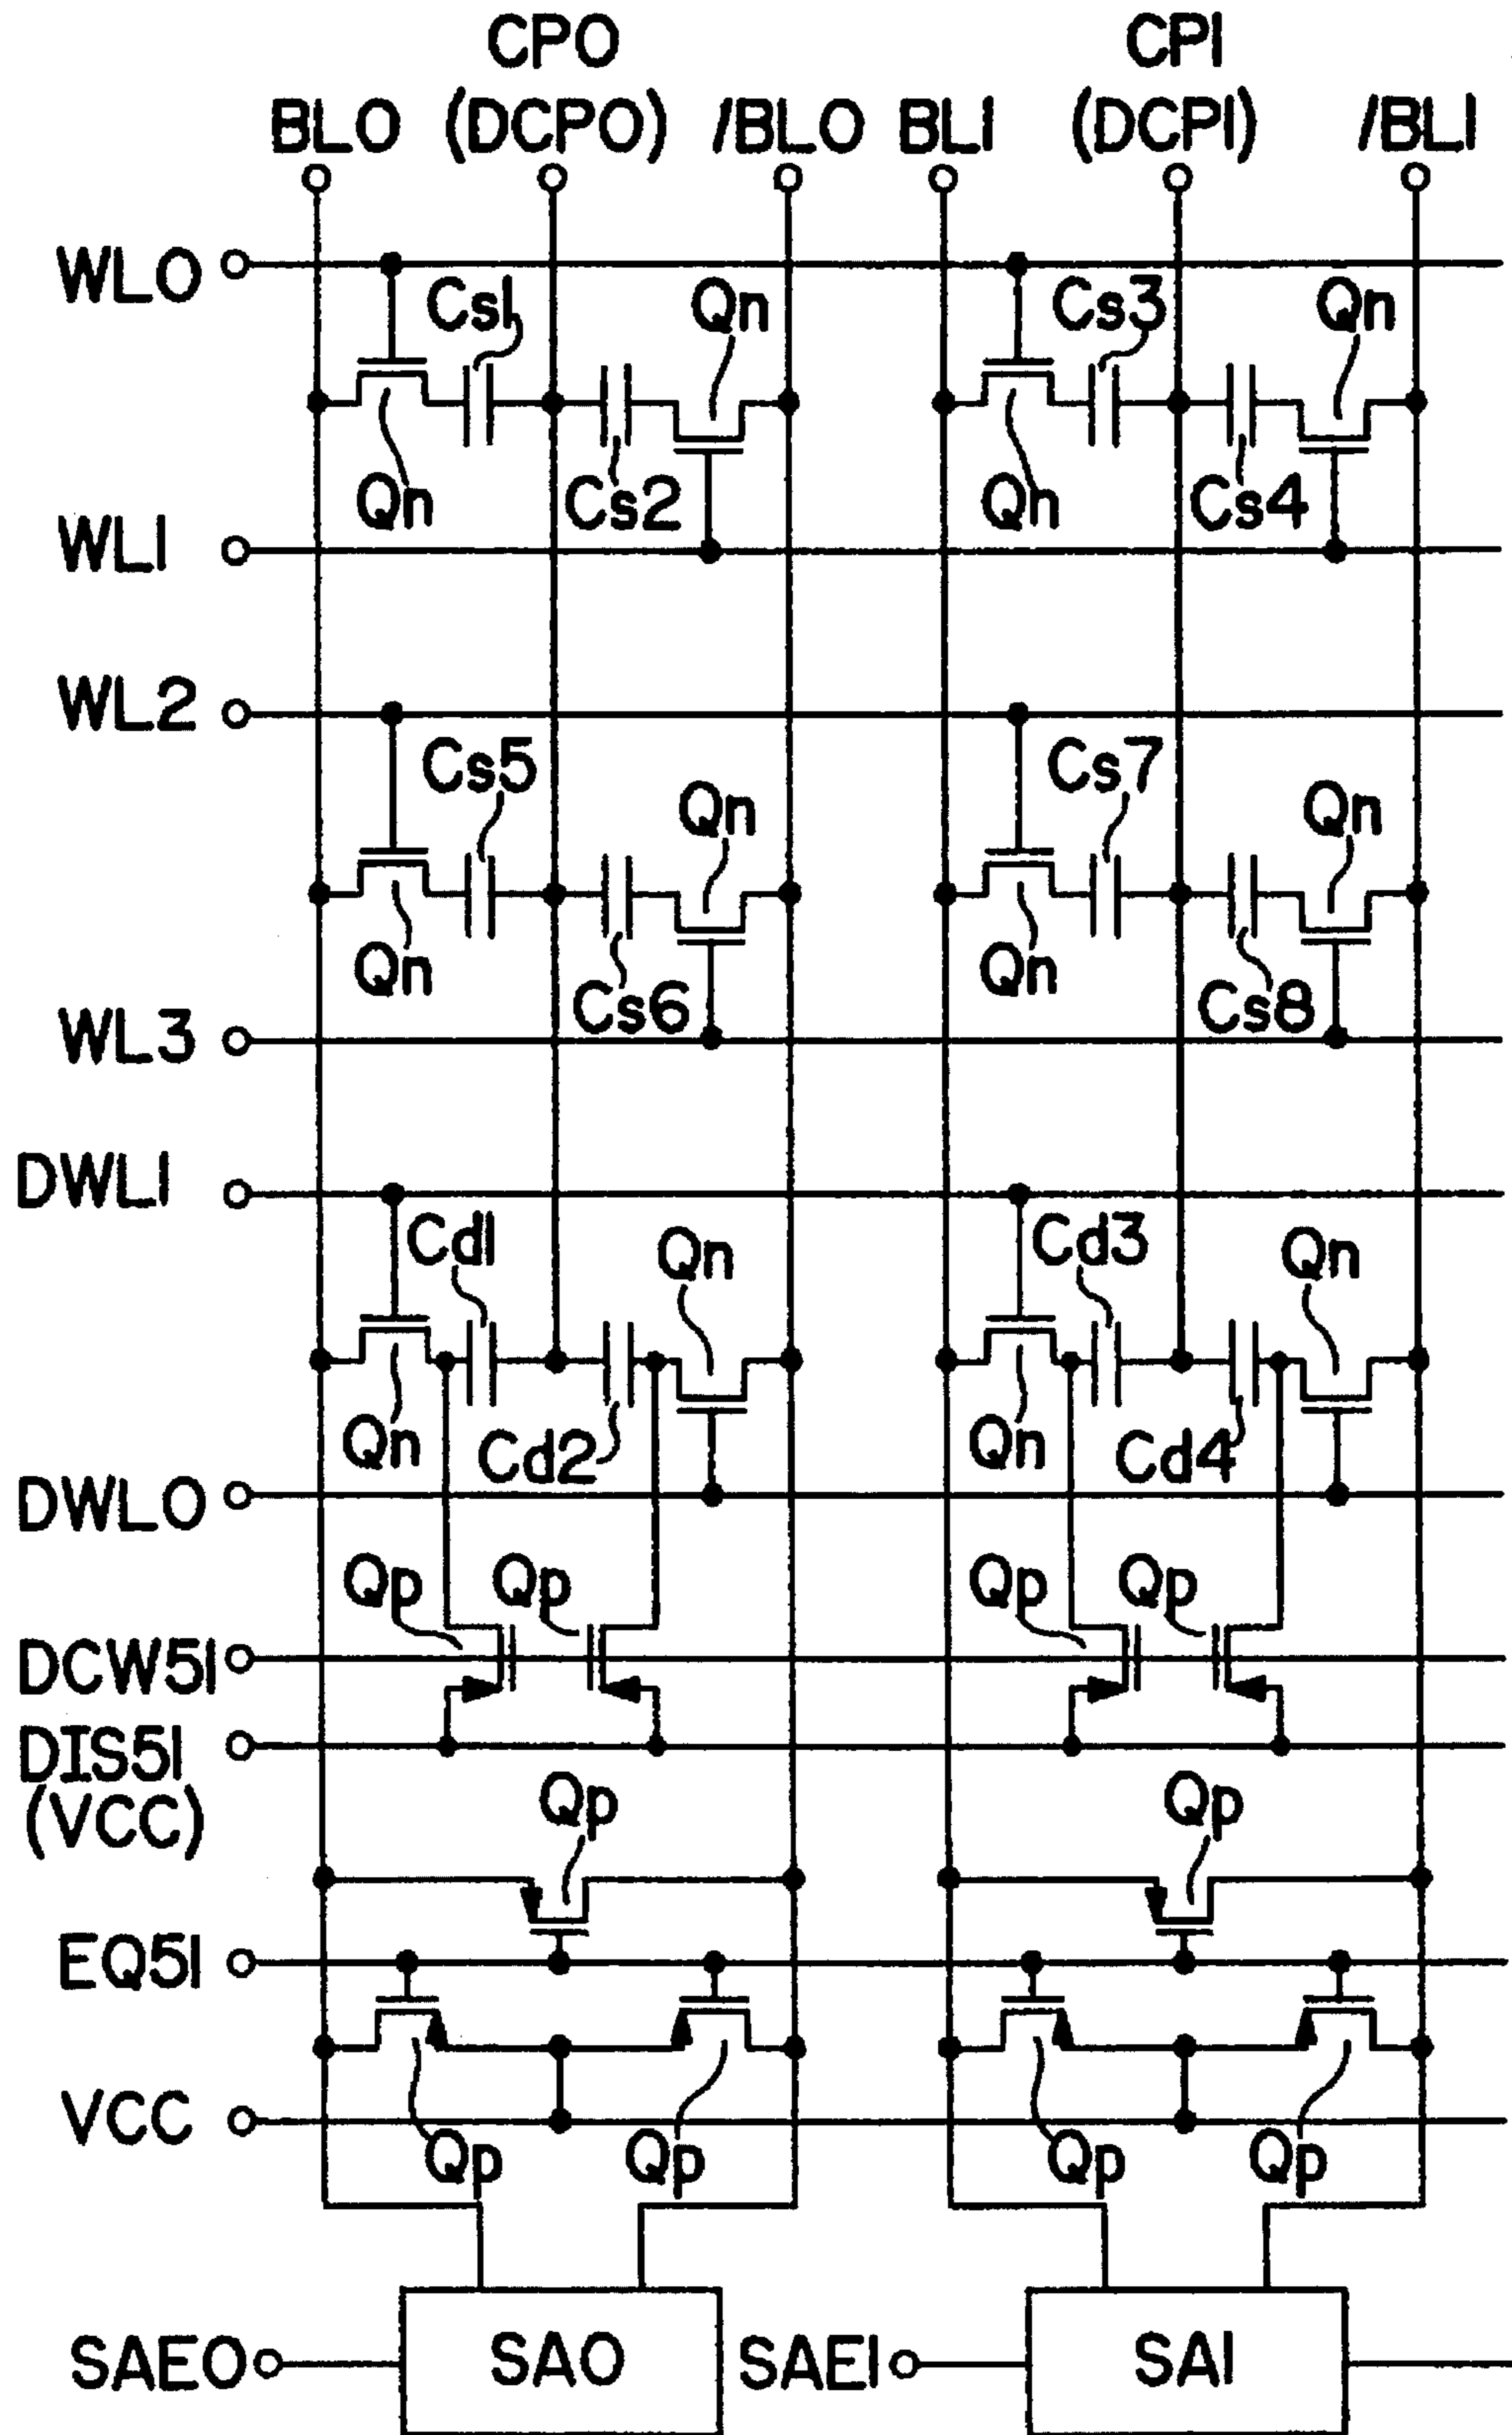 CP0 CP1
BL0 (DCP0) /BL0 BL1 (DCP1) /BL1
WL0
Cs1 Qn Cs3 Qn
Qn Cs2 Qn Cs4
WL1
WL2
Cs5 Qn Cs7 Qn
Qn Cs6 Qn Cs8
WL3
DWL1
Cd1 Qn Cd3 Qn
Qn Cd2 Qn Cd4
DWL0
Qp Qp Qp Qp
DCW51
DIS51
(VCC)
Qp Qp
EQ51
VCC
Qp Qp Qp Qp
SAE0 SA0 SAE1 SA1